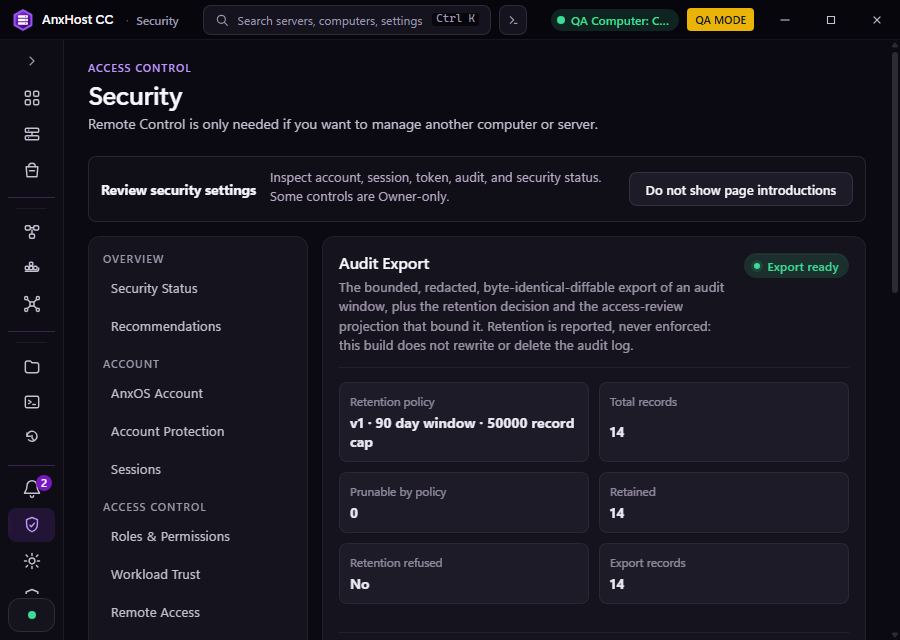 AnxHost CC · Security
Search servers, computers, settings Ctrl K
QA Computer: C...
QA MODE
ACCESS CONTROL
Security
Remote Control is only needed if you want to manage another computer or server.
Review security settings
Inspect account, session, token, audit, and security status.
Some controls are Owner-only.
Do not show page introductions
OVERVIEW
Security Status
Recommendations
ACCOUNT
AnxOS Account
Account Protection
Sessions
ACCESS CONTROL
Roles & Permissions
Workload Trust
Remote Access
Audit Export
Export ready
The bounded, redacted, byte-identical-diffable export of an audit
window, plus the retention decision and the access-review
projection that bound it. Retention is reported, never enforced:
this build does not rewrite or delete the audit log.
Retention policy
v1 · 90 day window · 50000 record
cap
Total records
14
Prunable by policy
0
Retained
14
Retention refused
No
Export records
14
2